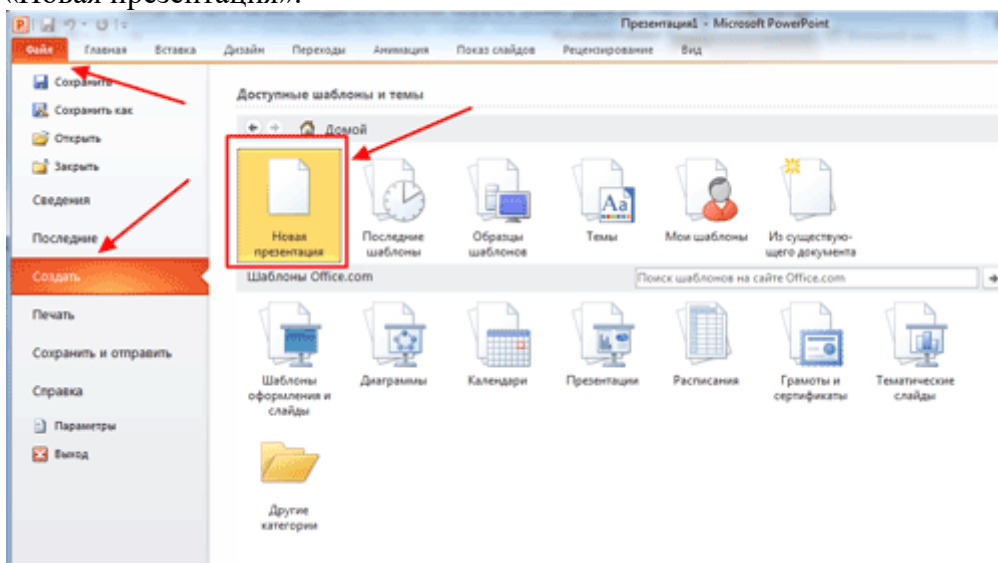 «Новая презентация».
Презентация1 - Microsoft PowerPoint
Файл Главная Вставка Дизайн Переходы Анимация Показ слайдов Рецензирование Вид
Сохранить
Сохранить как
Открыть
Закрыть
Сведения
Последние
Создать
Печать
Сохранить и отправить
Справка
Параметры
Выход
Доступные шаблоны и темы
Домой
Новая презентация
Последние шаблоны
Образцы шаблонов
Темы
Мои шаблоны
Из существую-
щего документа
Шаблоны Office.com
Поиск шаблонов на сайте Office.com
Шаблоны оформления и слайды
Диаграммы
Календари
Презентации
Расписания
Грамоты и сертификаты
Тематические слайды
Другие категории